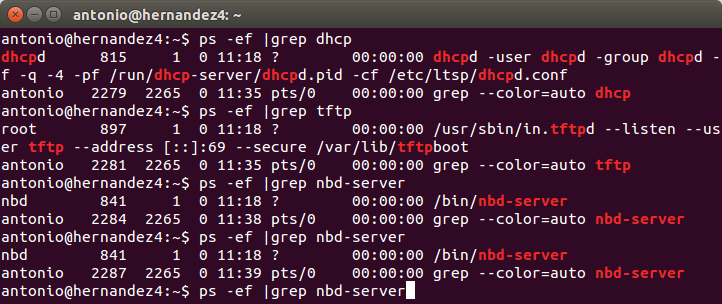 antonio@hernandez4: ~
antonio@hernandez4:~$ ps -ef |grep dhcp
dhcpd      815     1  0 11:18 ?        00:00:00 dhcpd -user dhcpd -group dhcpd -
f -q -4 -pf /run/dhcp-server/dhcpd.pid -cf /etc/ltsp/dhcpd.conf
antonio   2279  2265  0 11:35 pts/0    00:00:00 grep --color=auto dhcp
antonio@hernandez4:~$ ps -ef |grep tftp
root       897     1  0 11:18 ?        00:00:00 /usr/sbin/in.tftpd --listen --us
er tftp --address [::]:69 --secure /var/lib/tftpboot
antonio   2281  2265  0 11:35 pts/0    00:00:00 grep --color=auto tftp
antonio@hernandez4:~$ ps -ef |grep nbd-server
nbd        841     1  0 11:18 ?        00:00:00 /bin/nbd-server
antonio   2284  2265  0 11:38 pts/0    00:00:00 grep --color=auto nbd-server
antonio@hernandez4:~$ ps -ef |grep nbd-server
nbd        841     1  0 11:18 ?        00:00:00 /bin/nbd-server
antonio   2287  2265  0 11:39 pts/0    00:00:00 grep --color=auto nbd-server
antonio@hernandez4:~$ ps -ef |grep nbd-server